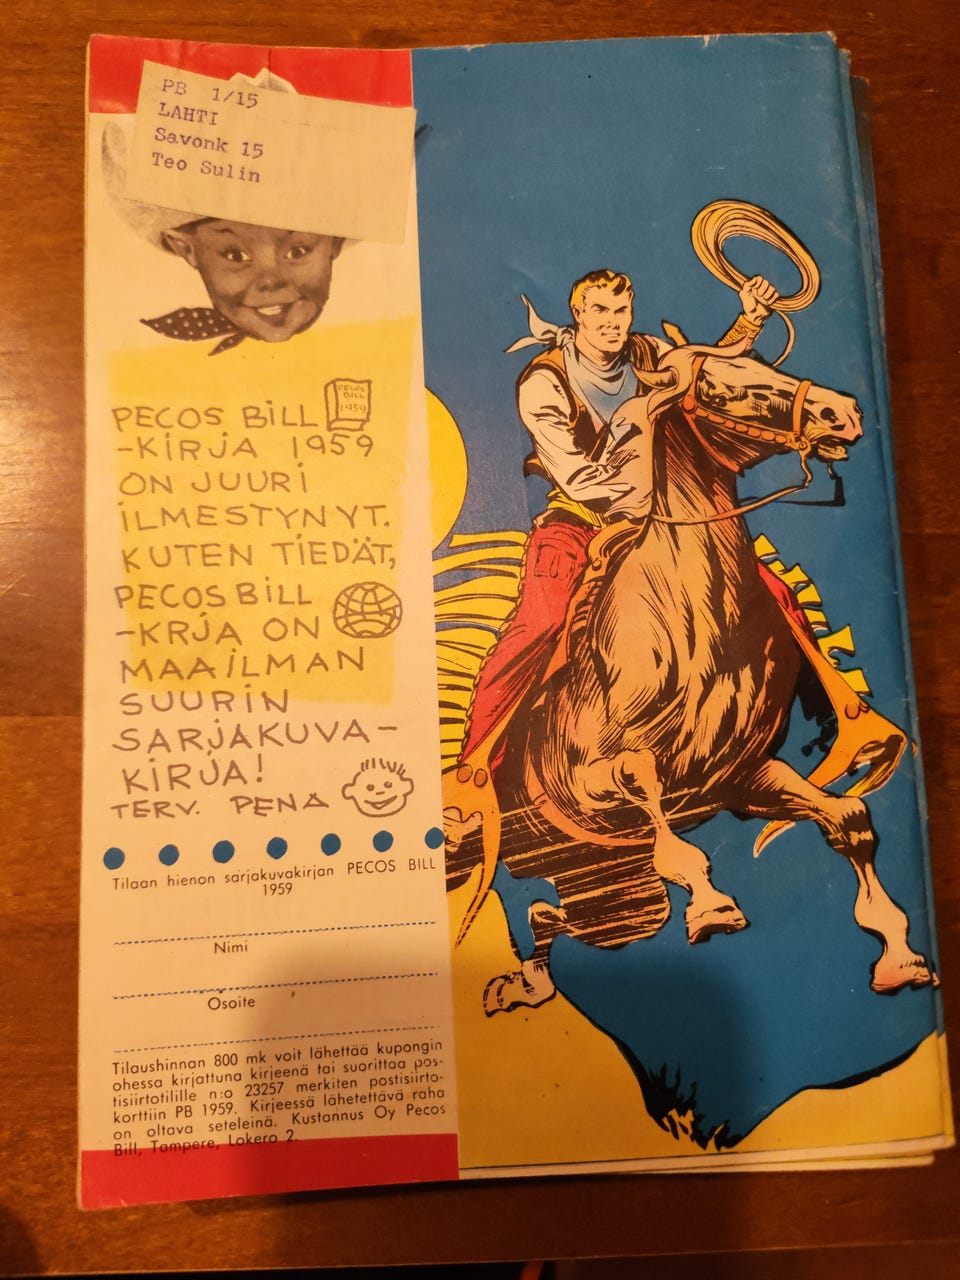 PB 1/15
LAHTI
Savonk 15
Teo Sulin
PECOS BILL
PECOS
BILL
1959
-KIRJA 1959
ON JUURI
ILMESTYNYT.
KUTEN TIEDÄT,
PECOS BILL
-KRJA ON
MAAILMAN
SUURIN
SARJAKUVA-
KIRJA!
TERV. PENA
Tilaan hienon sarjakuvakirjan PECOS BILL
1959
Nimi
Osoite
Tilaushinnan 800 mk voit lähettää kupongin
ohessa kirjattuna kirjeenä tai suorittaa pos-
tisiirtotilille n:o 23257 merkiten postisiirto-
korttiin PB 1959. Kirjeessä lähetettävä raha
on oltava seteleinä. Kustannus Oy Pecos
Bill, Tampere, Lokero 2.